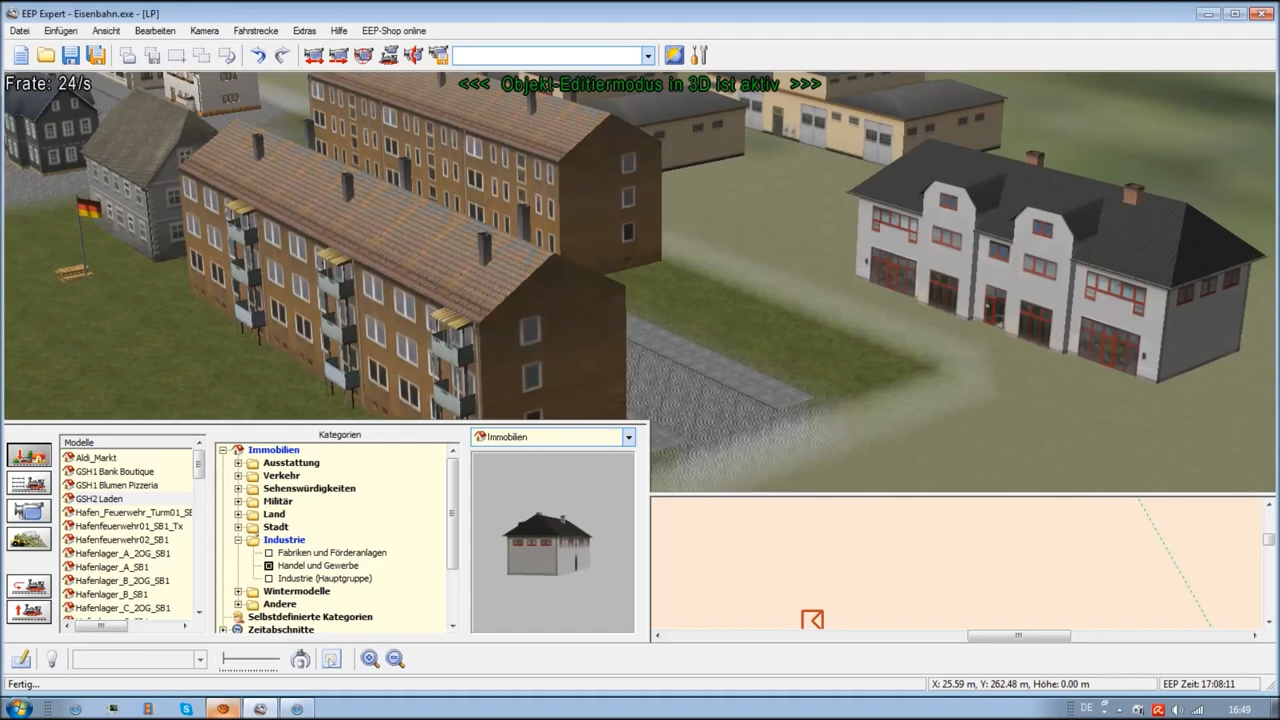 EEP Expert - Eisenbahn.exe - [LP]
Datei Einfügen Ansicht Bearbeiten Kamera Fahrstrecke Extras Hilfe EEP-Shop online
Frate: 24/s
<<< Objekt-Editiermodus in 3D ist aktiv >>>
Modelle
Aldi_Markt
GSH1 Bank Boutique
GSH1 Blumen Pizzeria
GSH2 Laden
Hafen_Feuerwehr_Turm01_SB
Hafenfeuerwehr01_SB1_Tx
Hafenfeuerwehr02_SB1
Hafenlager_A_2OG_SB1
Hafenlager_A_SB1
Hafenlager_B_2OG_SB1
Hafenlager_B_SB1
Hafenlager_C_2OG_SB1
Kategorien
Immobilien
Ausstattung
Verkehr
Sehenswürdigkeiten
Militär
Land
Stadt
Industrie
Fabriken und Förderanlagen
Handel und Gewerbe
Industrie (Hauptgruppe)
Wintermodelle
Andere
Selbstdefinierte Kategorien
Zeitabschnitte
Immobilien
Fertig...
X: 25.59 m, Y: 262.48 m, Höhe: 0.00 m
EEP Zeit: 17:08:11
DE
16:49